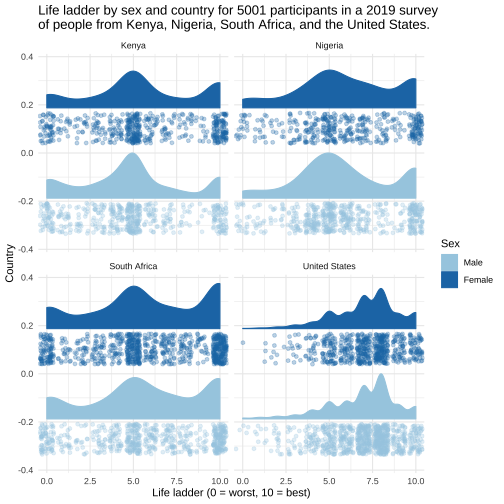 Life ladder by sex and country for 5001 participants in a 2019 survey
of people from Kenya, Nigeria, South Africa, and the United States.
Kenya
Nigeria
0.4
0.2
0.0
-0.2
-0.4
South Africa
United States
0.4
0.2
0.0
-0.2
-0.4
Country
0.0 2.5 5.0 7.5 10.0 0.0 2.5 5.0 7.5 10.0
Life ladder (0 = worst, 10 = best)
Sex
Male
Female